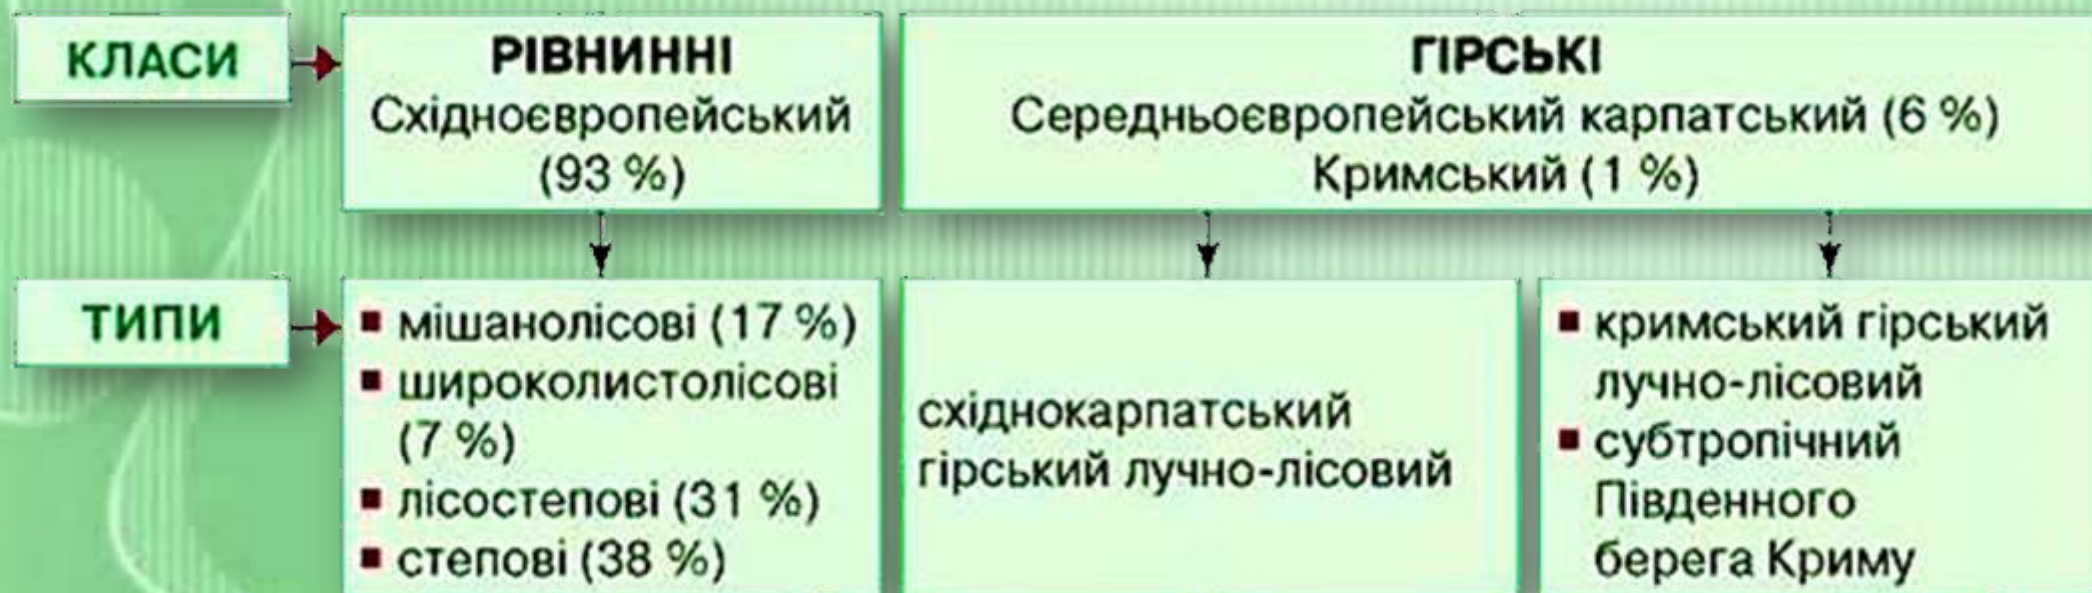 КЛАСИ
РІВНИННІ
Східноєвропейський
(93 %)
ГІРСЬКІ
Середньоєвропейський карпатський (6 %)
Кримський (1 %)
ТИПИ
▪ мішанолісові (17 %)
▪ широколистолісові
(7 %)
▪ лісостепові (31 %)
▪ степові (38 %)
східнокарпатський
гірський лучно-лісовий
▪ кримський гірський
лучно-лісовий
▪ субтропічний
Південного
берега Криму